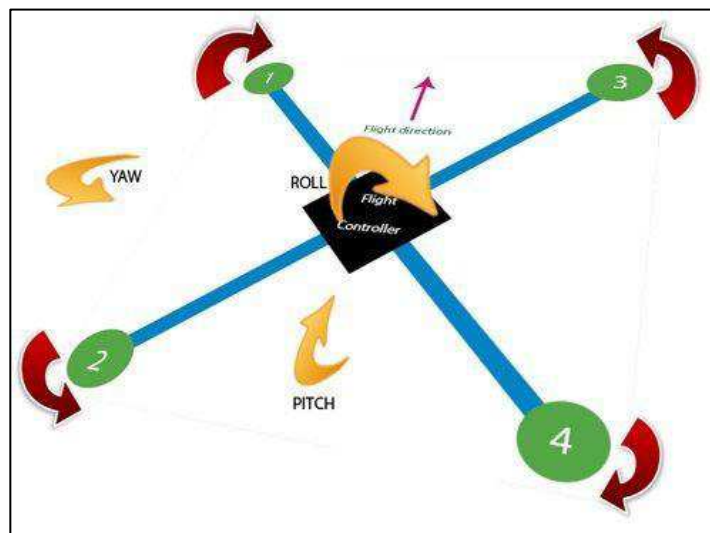 1
3
Flight direction
YAW
ROLL
Flight
Controller
2
PITCH
4